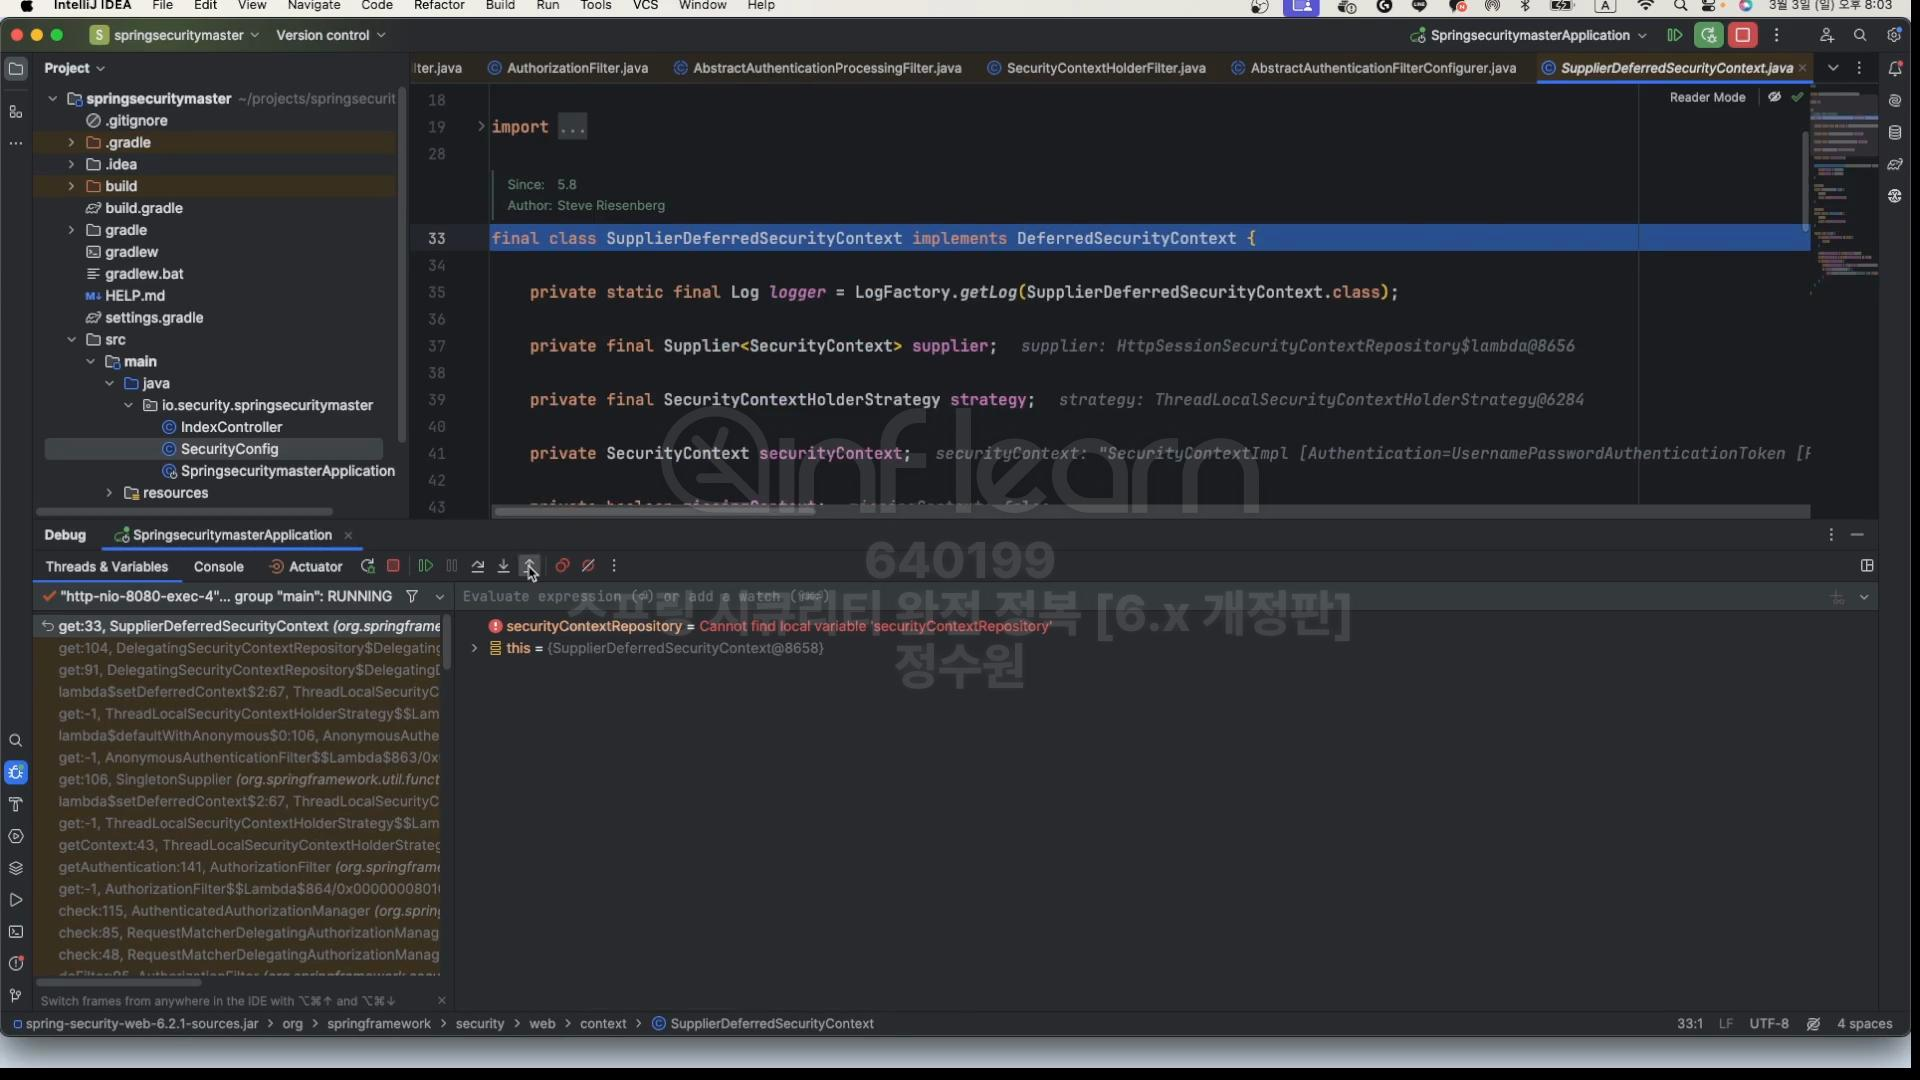 IntelliJ IDEA File Edit View Navigate Code Refactor Build Run Tools VCS Window Help
3월 3일 (일) 오후 8:03
S springsecuritymaster Version control SpringsecuritymasterApplication
Project
lter.java AuthorizationFilter.java AbstractAuthenticationProcessingFilter.java SecurityContextHolderFilter.java AbstractAuthenticationFilterConfigurer.java SupplierDeferredSecurityContext.java
Reader Mode
springsecuritymaster ~/projects/springsecurit
.gitignore
.gradle
.idea
build
build.gradle
gradle
gradlew
gradlew.bat
HELP.md
settings.gradle
src
main
java
io.security.springsecuritymaster
IndexController
SecurityConfig
SpringsecuritymasterApplication
resources
18
19 import ...
28
Since: 5.8
Author: Steve Riesenberg
33 final class SupplierDeferredSecurityContext implements DeferredSecurityContext {
34
35 private static final Log logger = LogFactory.getLog(SupplierDeferredSecurityContext.class);
36
37 private final Supplier<SecurityContext> supplier; supplier: HttpSessionSecurityContextRepository$lambda@8656
38
39 private final SecurityContextHolderStrategy strategy; strategy: ThreadLocalSecurityContextHolderStrategy@6284
40
41 private SecurityContext securityContext; securityContext: "SecurityContextImpl [Authentication=UsernamePasswordAuthenticationToken [P
42
43 private boolean missingContext; missingContext: false
inflearn
640199
스프링 시큐리티 완전 정복 [6.x 개정판]
정수원
Debug SpringsecuritymasterApplication
Threads & Variables Console Actuator
"http-nio-8080-exec-4"... group "main": RUNNING
Evaluate expression (⏎) or add a watch (⇧⌘⏎)
get:33, SupplierDeferredSecurityContext (org.springframe
get:104, DelegatingSecurityContextRepository$Delegating
get:91, DelegatingSecurityContextRepository$DelegatingD
lambda$setDeferredContext$2:67, ThreadLocalSecurityC
get:-1, ThreadLocalSecurityContextHolderStrategy$$Lam
lambda$defaultWithAnonymous$0:106, AnonymousAuthe
get:-1, AnonymousAuthenticationFilter$$Lambda$863/0x
get:106, SingletonSupplier (org.springframework.util.funct
lambda$setDeferredContext$2:67, ThreadLocalSecurityC
get:-1, ThreadLocalSecurityContextHolderStrategy$$Lam
getContext:43, ThreadLocalSecurityContextHolderStrateg
getAuthentication:141, AuthorizationFilter (org.springfram
get:-1, AuthorizationFilter$$Lambda$864/0x00000008010
check:115, AuthenticatedAuthorizationManager (org.sprin
check:85, RequestMatcherDelegatingAuthorizationManag
check:48, RequestMatcherDelegatingAuthorizationManag
doFilter:95, AuthorizationFilter
securityContextRepository = Cannot find local variable 'securityContextRepository'
this = {SupplierDeferredSecurityContext@8658}
Switch frames from anywhere in the IDE with ⌥⌘↑ and ⌥⌘↓
spring-security-web-6.2.1-sources.jar > org > springframework > security > web > context > SupplierDeferredSecurityContext
33:1 LF UTF-8 4 spaces